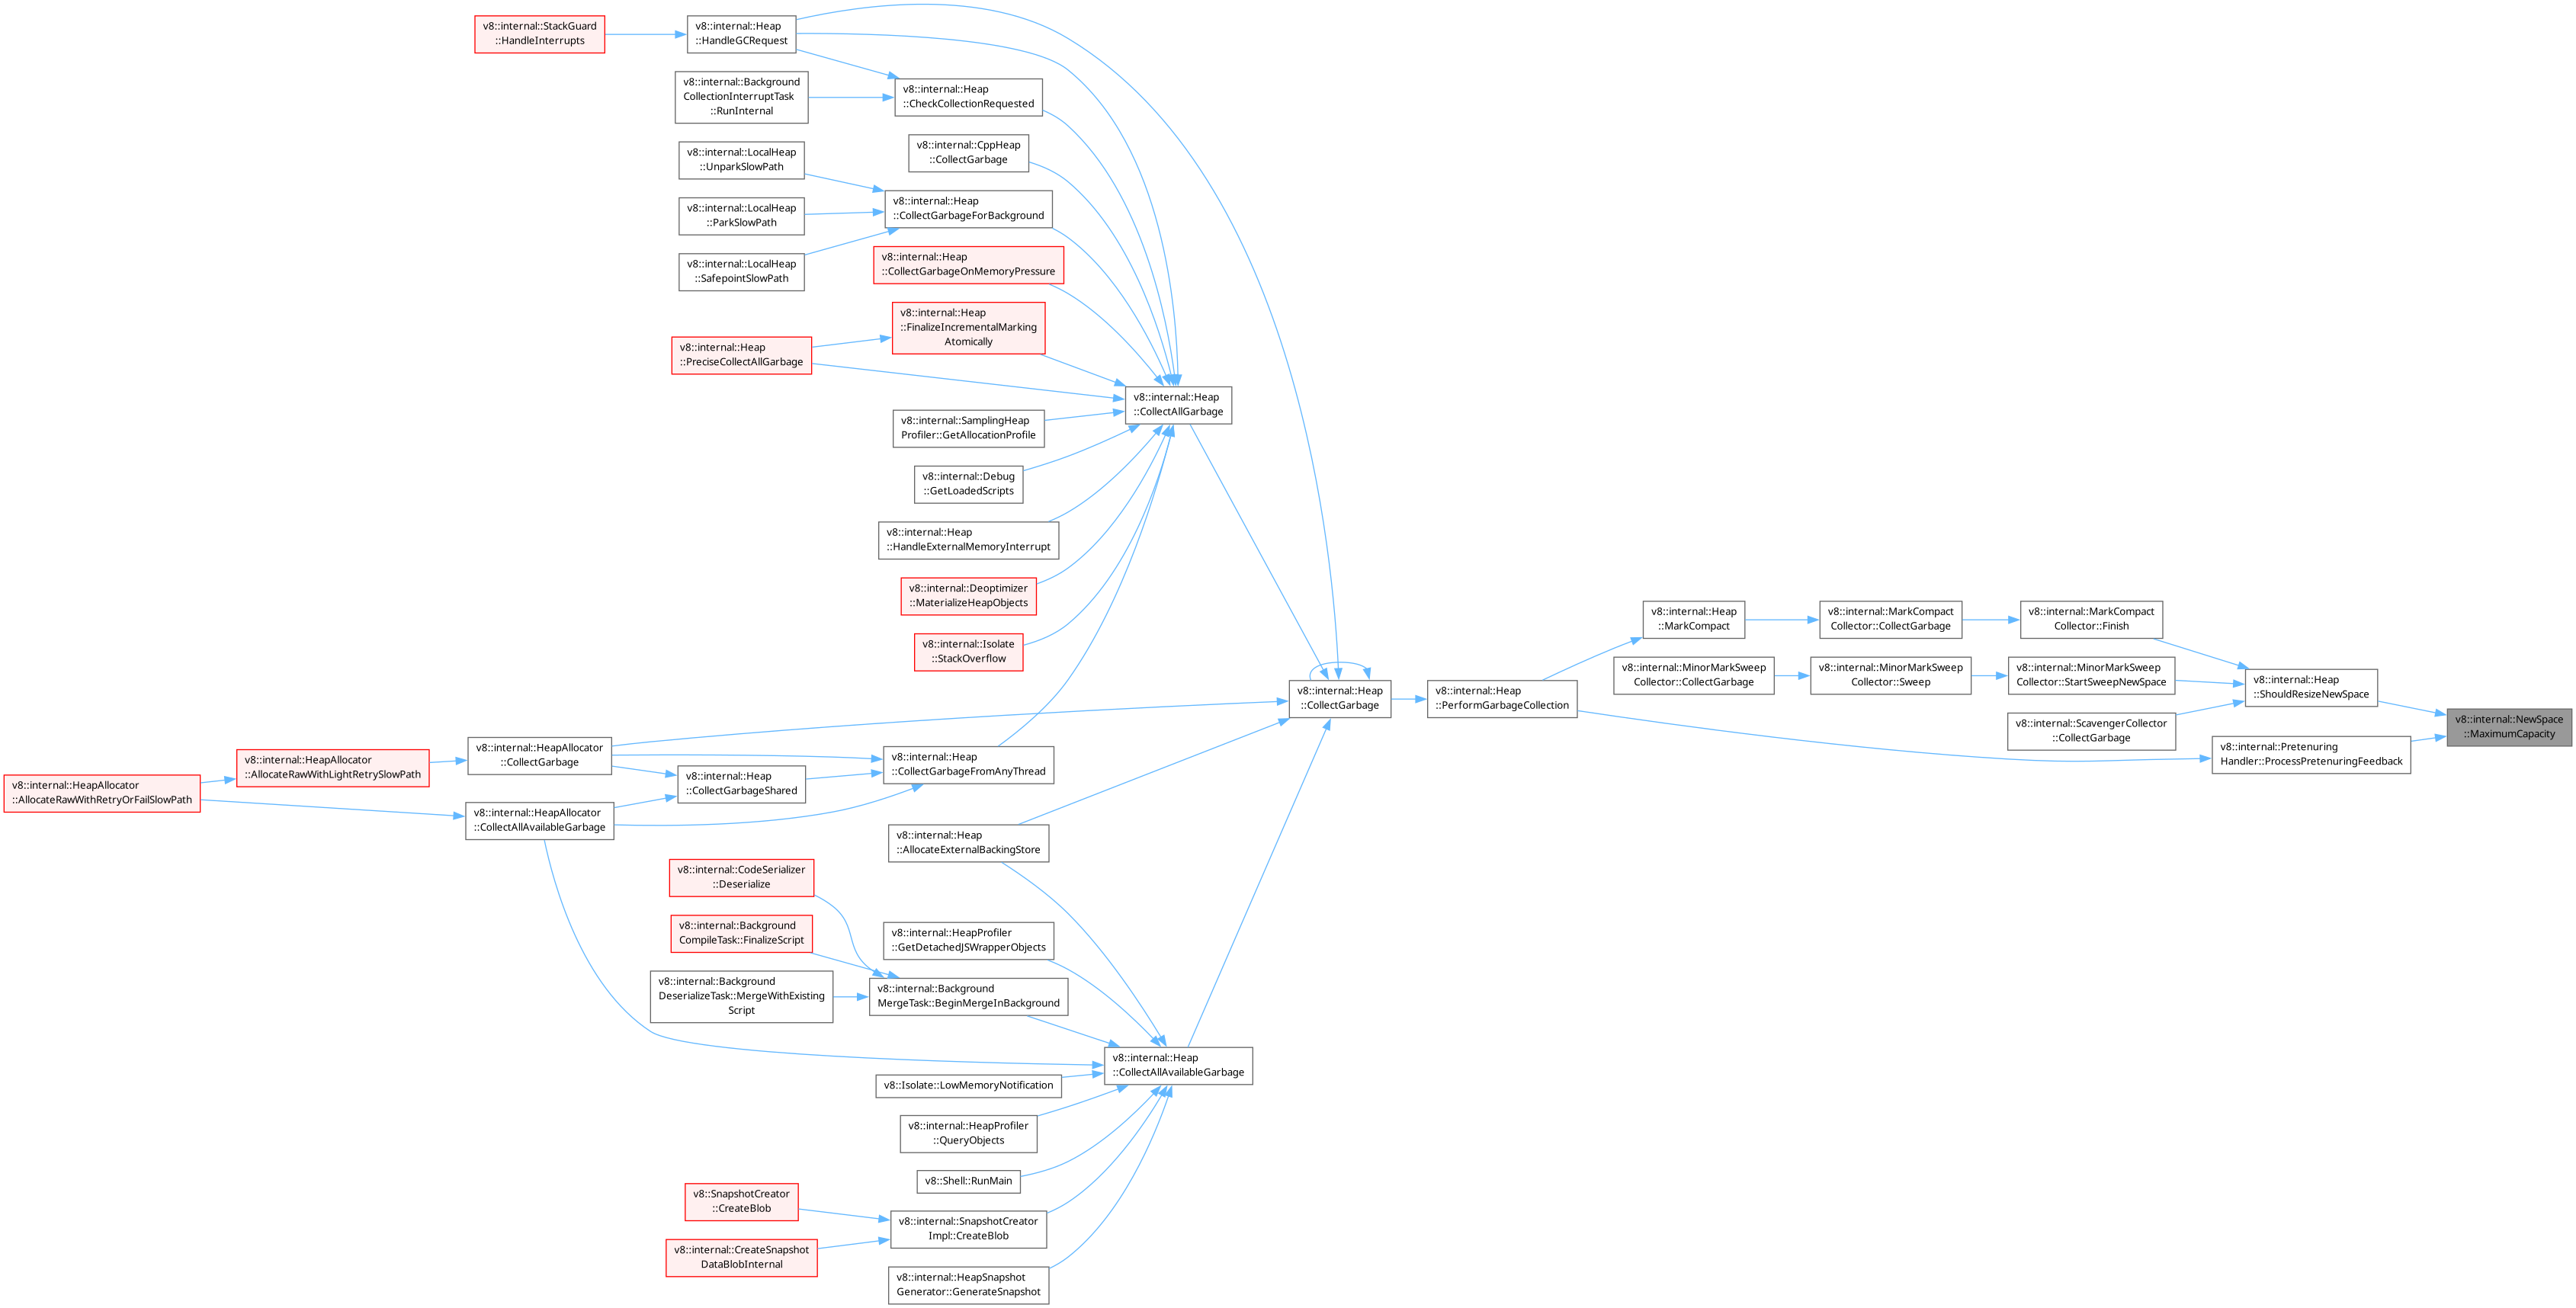 v8::internal::StackGuard
::HandleInterrupts
v8::internal::Heap
::HandleGCRequest
v8::internal::Background
CollectionInterruptTask
::RunInternal
v8::internal::Heap
::CheckCollectionRequested
v8::internal::LocalHeap
::UnparkSlowPath
v8::internal::CppHeap
::CollectGarbage
v8::internal::LocalHeap
::ParkSlowPath
v8::internal::Heap
::CollectGarbageForBackground
v8::internal::LocalHeap
::SafepointSlowPath
v8::internal::Heap
::CollectGarbageOnMemoryPressure
v8::internal::Heap
::FinalizeIncrementalMarking
Atomically
v8::internal::Heap
::PreciseCollectAllGarbage
v8::internal::Heap
::CollectAllGarbage
v8::internal::SamplingHeap
Profiler::GetAllocationProfile
v8::internal::Debug
::GetLoadedScripts
v8::internal::Heap
::HandleExternalMemoryInterrupt
v8::internal::Deoptimizer
::MaterializeHeapObjects
v8::internal::Isolate
::StackOverflow
v8::internal::Heap
::MarkCompact
v8::internal::MarkCompact
Collector::CollectGarbage
v8::internal::MarkCompact
Collector::Finish
v8::internal::MinorMarkSweep
Collector::CollectGarbage
v8::internal::MinorMarkSweep
Collector::Sweep
v8::internal::MinorMarkSweep
Collector::StartSweepNewSpace
v8::internal::Heap
::ShouldResizeNewSpace
v8::internal::Heap
::CollectGarbage
v8::internal::Heap
::PerformGarbageCollection
v8::internal::ScavengerCollector
::CollectGarbage
v8::internal::NewSpace
::MaximumCapacity
v8::internal::Pretenuring
Handler::ProcessPretenuringFeedback
v8::internal::HeapAllocator
::CollectGarbage
v8::internal::HeapAllocator
::AllocateRawWithLightRetrySlowPath
v8::internal::Heap
::CollectGarbageFromAnyThread
v8::internal::Heap
::CollectGarbageShared
v8::internal::HeapAllocator
::AllocateRawWithRetryOrFailSlowPath
v8::internal::HeapAllocator
::CollectAllAvailableGarbage
v8::internal::Heap
::AllocateExternalBackingStore
v8::internal::CodeSerializer
::Deserialize
v8::internal::Background
CompileTask::FinalizeScript
v8::internal::HeapProfiler
::GetDetachedJSWrapperObjects
v8::internal::Background
DeserializeTask::MergeWithExisting
Script
v8::internal::Background
MergeTask::BeginMergeInBackground
v8::internal::Heap
::CollectAllAvailableGarbage
v8::Isolate::LowMemoryNotification
v8::internal::HeapProfiler
::QueryObjects
v8::Shell::RunMain
v8::SnapshotCreator
::CreateBlob
v8::internal::SnapshotCreator
Impl::CreateBlob
v8::internal::CreateSnapshot
DataBlobInternal
v8::internal::HeapSnapshot
Generator::GenerateSnapshot